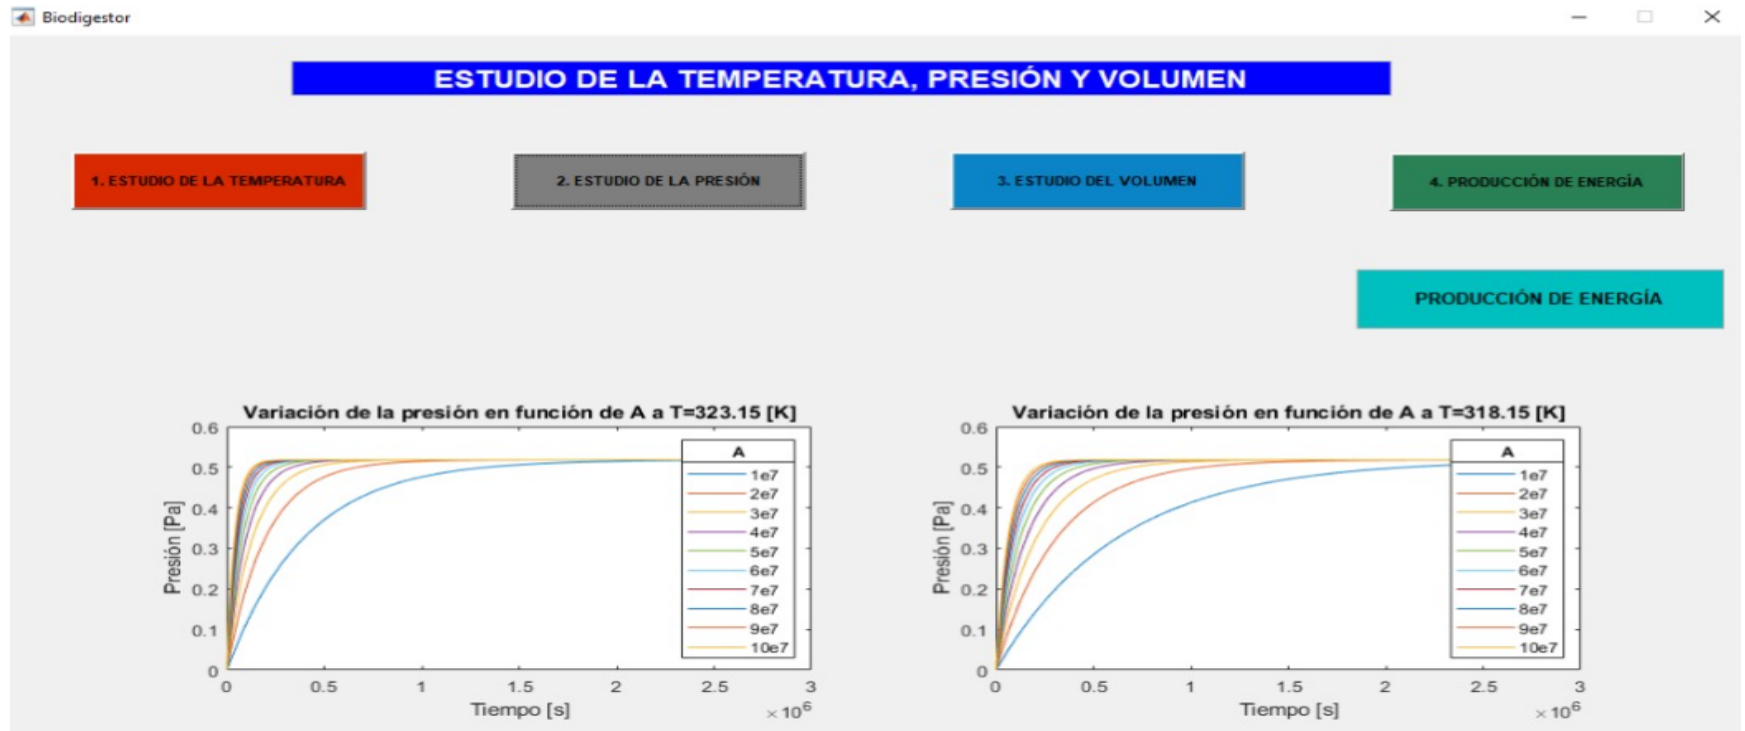 Biodigestor
ESTUDIO DE LA TEMPERATURA, PRESIÓN Y VOLUMEN
1. ESTUDIO DE LA TEMPERATURA
2. ESTUDIO DE LA PRESIÓN
3. ESTUDIO DEL VOLUMEN
4. PRODUCCIÓN DE ENERGÍA
PRODUCCIÓN DE ENERGÍA
Variación de la presión en función de A a T=323.15 [K]
0.6
0.5
0.4
0.3
0.2
0.1
0
Presión [Pa]
A
1e7
2e7
3e7
4e7
5e7
6e7
7e7
8e7
9e7
10e7
0 0.5 1 1.5 2 2.5 3
Tiempo [s]
×10⁶
Variación de la presión en función de A a T=318.15 [K]
0.6
0.5
0.4
0.3
0.2
0.1
0
Presión [Pa]
A
1e7
2e7
3e7
4e7
5e7
6e7
7e7
8e7
9e7
10e7
0 0.5 1 1.5 2 2.5 3
Tiempo [s]
×10⁶